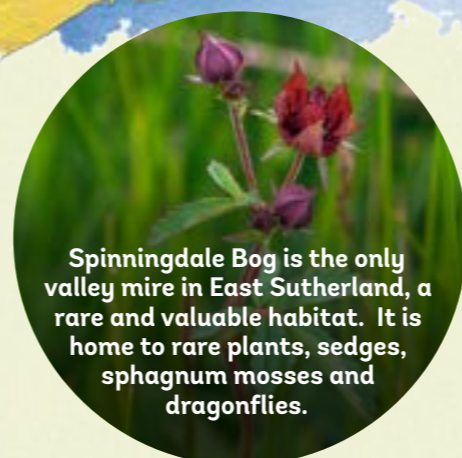 Spinningdale Bog is the only
valley mire in East Sutherland, a
rare and valuable habitat.  It is
home to rare plants, sedges,
sphagnum mosses and
dragonflies.